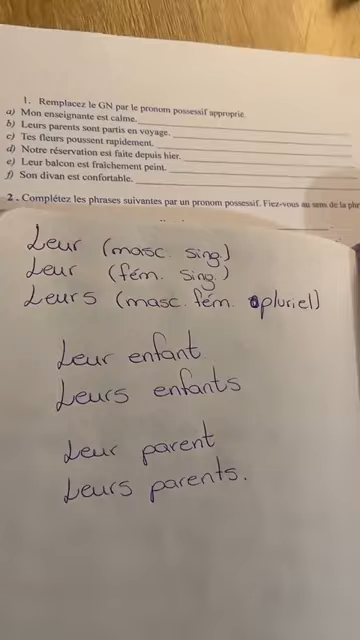 1. Remplacez le GN par le pronom possessif approprié.
a) Mon enseignante est calme.
b) Leurs parents sont partis en voyage.
c) Tes fleurs poussent rapidement.
d) Notre réservation est faite depuis hier.
e) Leur balcon est fraîchement peint.
f) Son divan est confortable.
2. Complétez les phrases suivantes par un pronom possessif. Fiez-vous au sens de la phr
Leur (masc. sing.)
Leur (fém. sing.)
Leurs (masc. fém. pluriel)
Leur enfant.
Leurs enfants
Leur parent
Leurs parents.